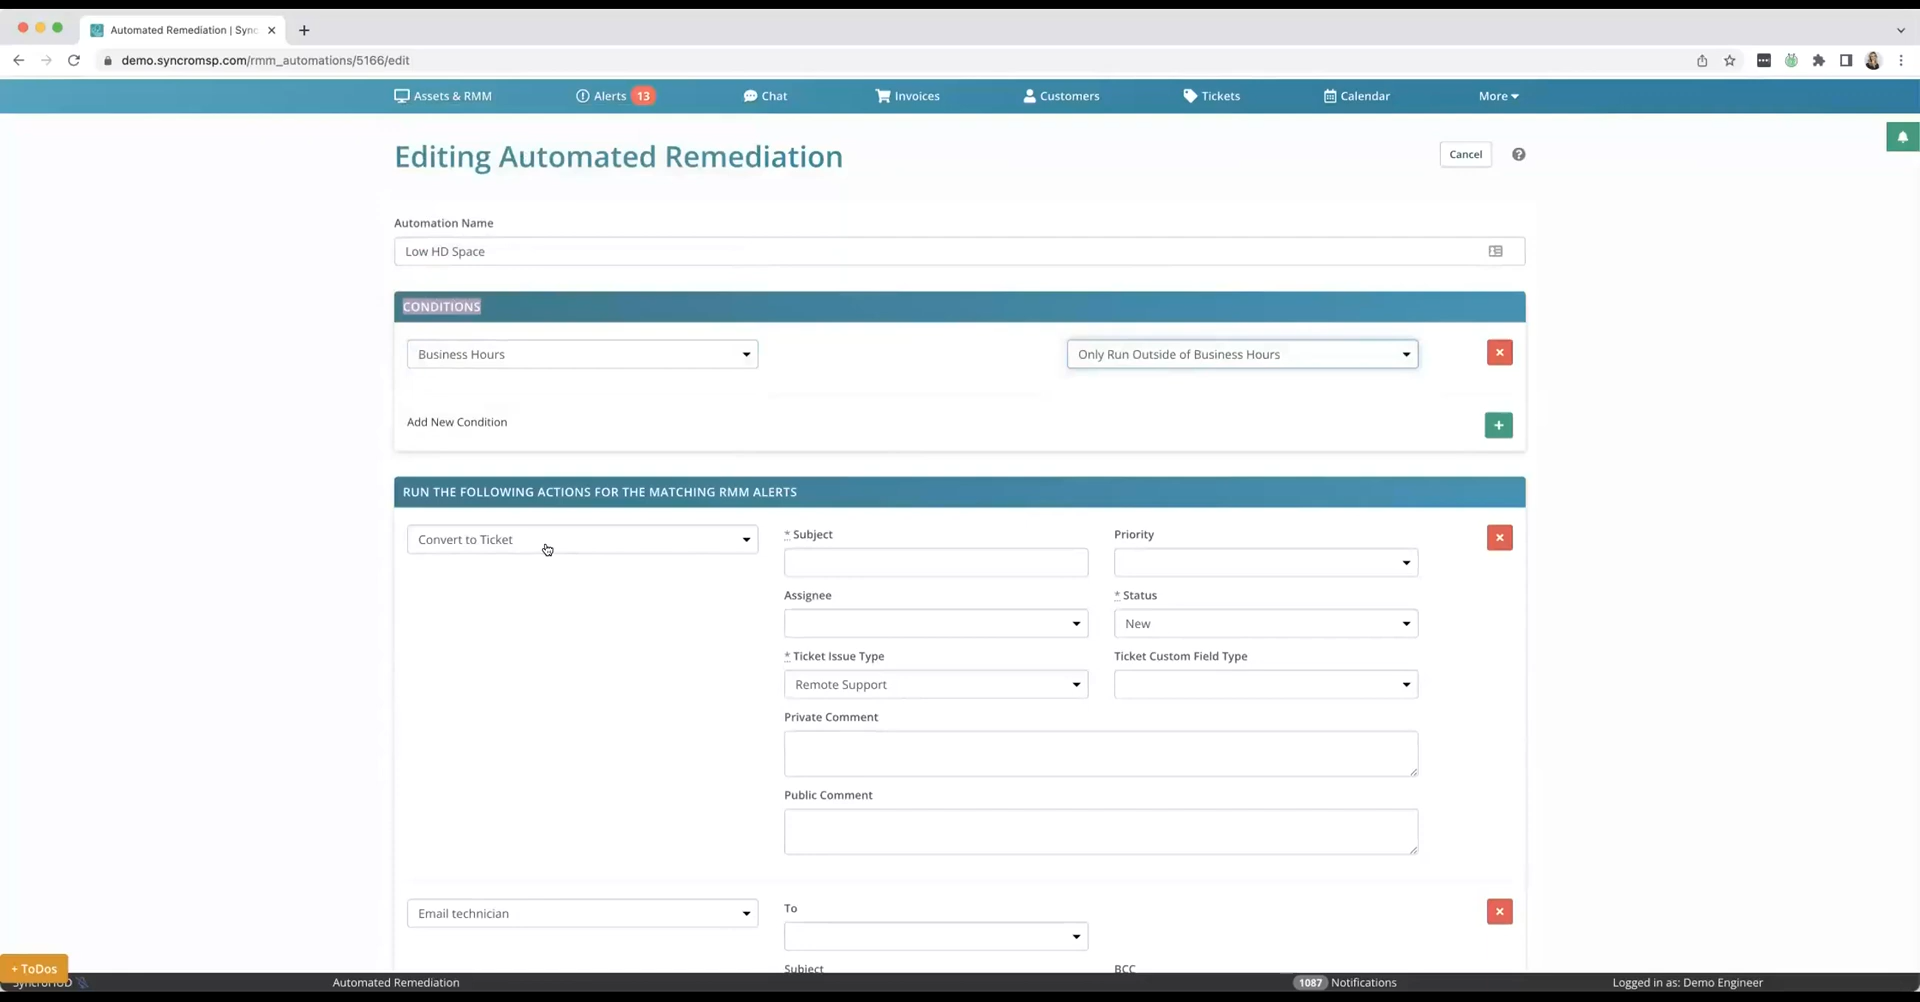 Automated Remediation | Sync
demo.syncromsp.com/rmm_automations/5166/edit
Assets & RMM
Alerts 13
Chat
Invoices
Customers
Tickets
Calendar
More
Editing Automated Remediation
Cancel
Automation Name
Low HD Space
CONDITIONS
Business Hours
Only Run Outside of Business Hours
Add New Condition
RUN THE FOLLOWING ACTIONS FOR THE MATCHING RMM ALERTS
Convert to Ticket
* Subject
Priority
Assignee
* Status
New
* Ticket Issue Type
Ticket Custom Field Type
Remote Support
Private Comment
Public Comment
Email technician
To
Subject
BCC
+ ToDos
SyncroHUD
Automated Remediation
1087 Notifications
Logged in as: Demo Engineer